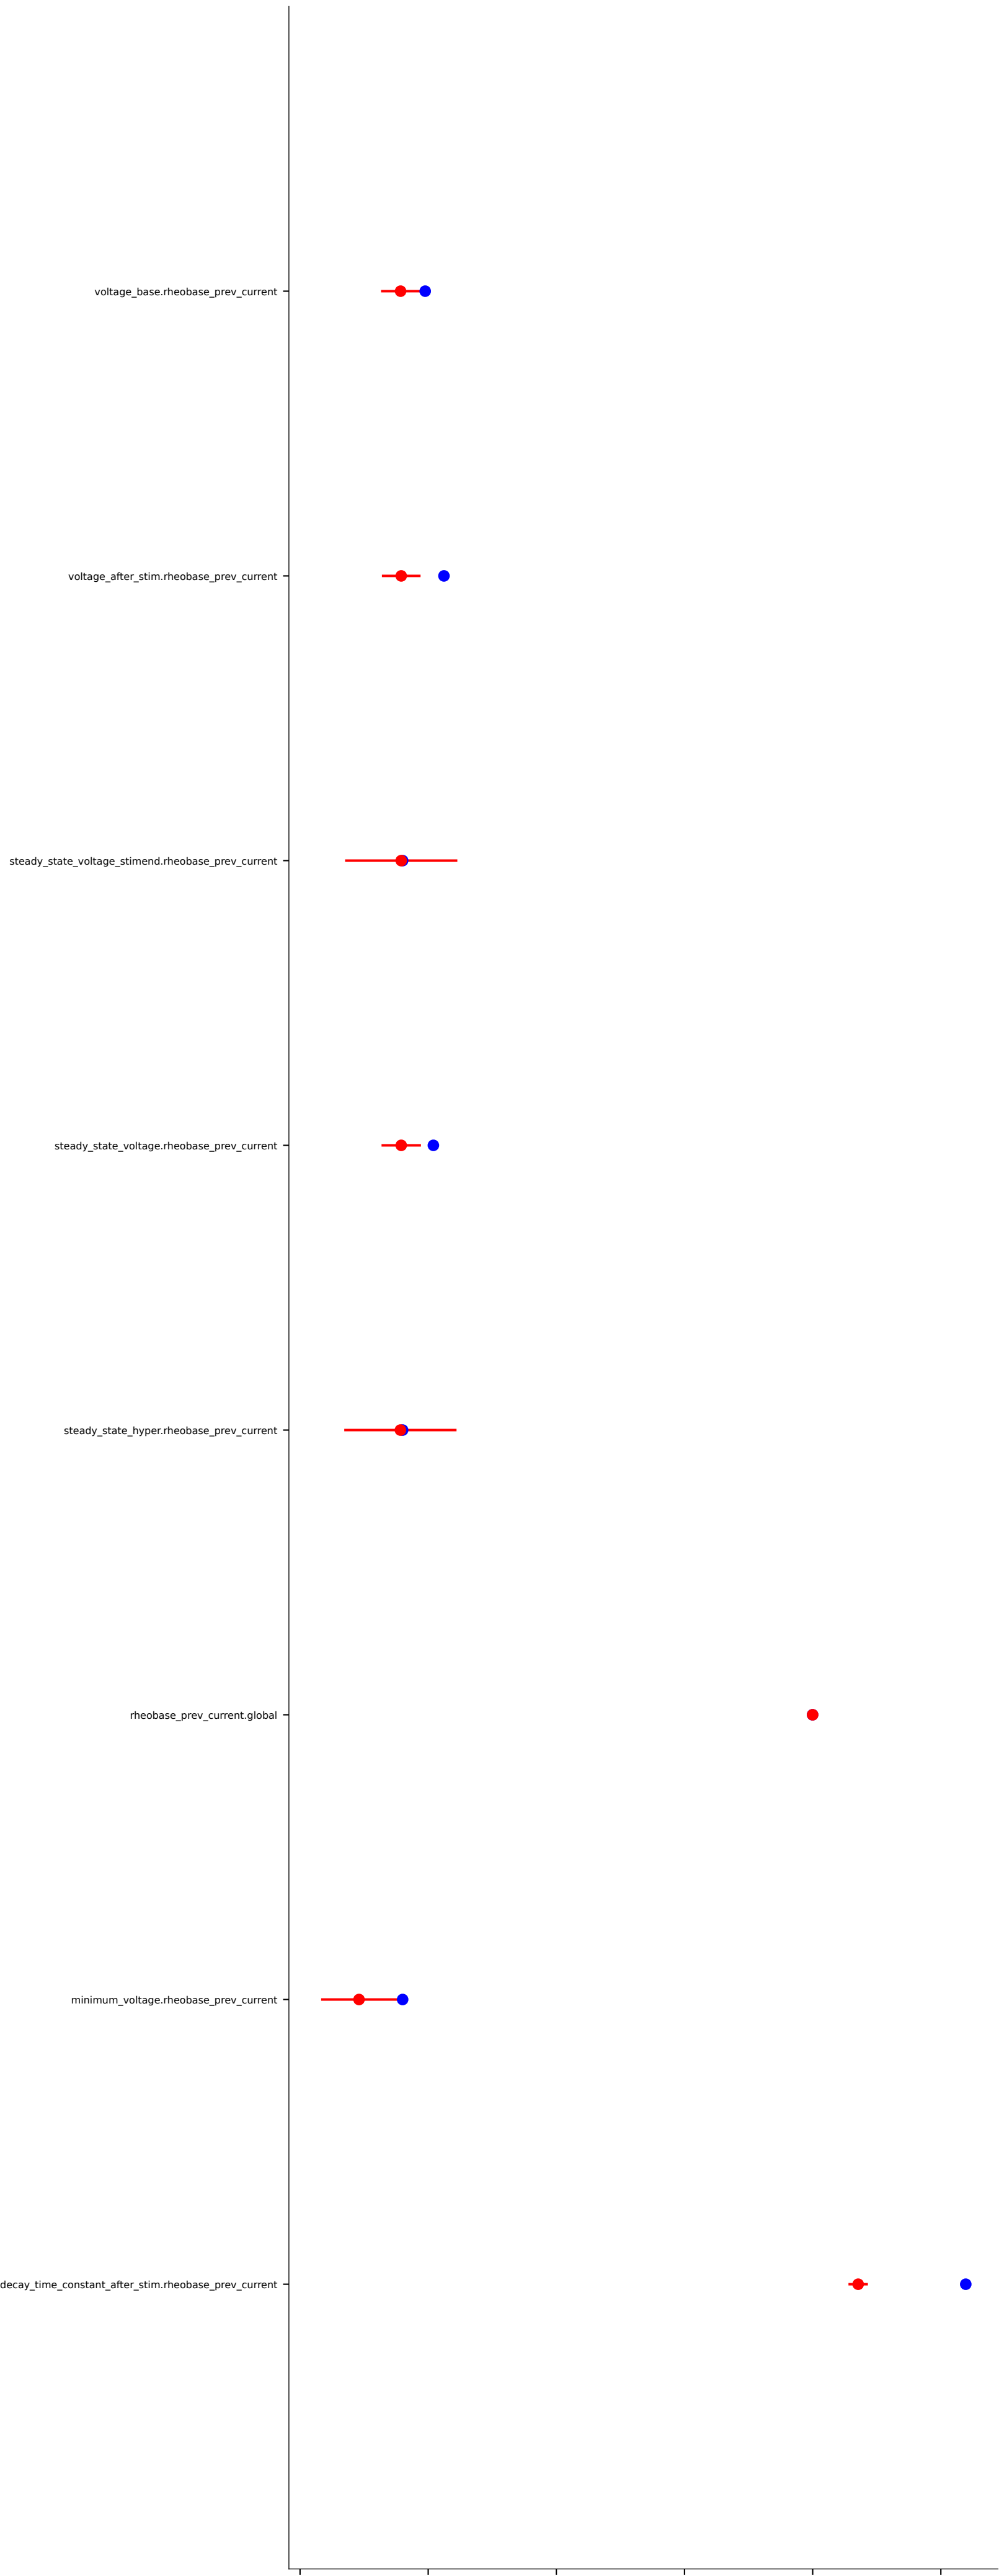 voltage_base.rheobase_prev_current
voltage_after_stim.rheobase_prev_current
steady_state_voltage_stimend.rheobase_prev_current
steady_state_voltage.rheobase_prev_current
steady_state_hyper.rheobase_prev_current
rheobase_prev_current.global
minimum_voltage.rheobase_prev_current
decay_time_constant_after_stim.rheobase_prev_current